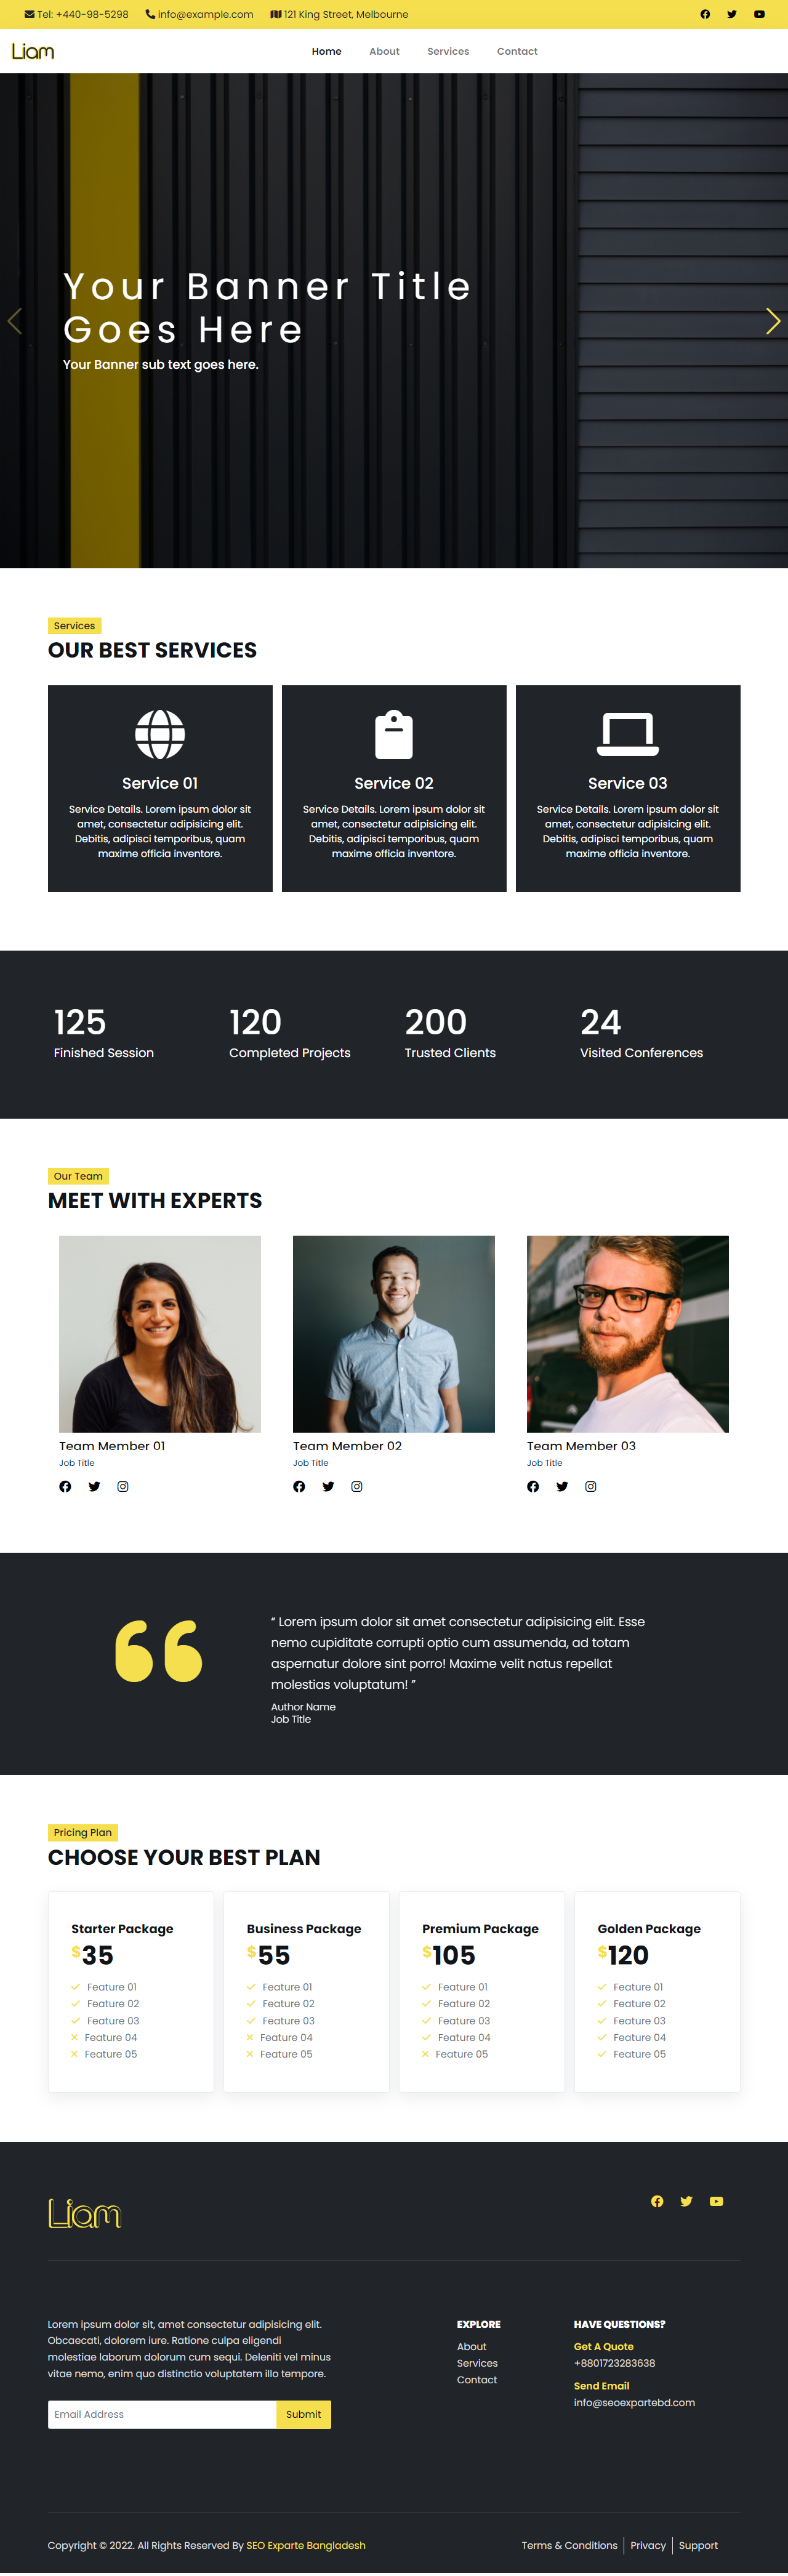 Tel: +440-98-5298 info@example.com 121 King Street, Melbourne
Liam Home About Services Contact
Your Banner Title
Goes Here
Your Banner sub text goes here.
Services
OUR BEST SERVICES
Service 01
Service Details. Lorem ipsum dolor sit
amet, consectetur adipisicing elit.
Debitis, adipisci temporibus, quam
maxime officia inventore.
Service 02
Service Details. Lorem ipsum dolor sit
amet, consectetur adipisicing elit.
Debitis, adipisci temporibus, quam
maxime officia inventore.
Service 03
Service Details. Lorem ipsum dolor sit
amet, consectetur adipisicing elit.
Debitis, adipisci temporibus, quam
maxime officia inventore.
125
Finished Session
120
Completed Projects
200
Trusted Clients
24
Visited Conferences
Our Team
MEET WITH EXPERTS
Team Member 01
Job Title
Team Member 02
Job Title
Team Member 03
Job Title
“ Lorem ipsum dolor sit amet consectetur adipisicing elit. Esse
nemo cupiditate corrupti optio cum assumenda, ad totam
aspernatur dolore sint porro! Maxime velit natus repellat
molestias voluptatum! ”
Author Name
Job Title
Pricing Plan
CHOOSE YOUR BEST PLAN
Starter Package
$35
Feature 01
Feature 02
Feature 03
Feature 04
Feature 05
Business Package
$55
Feature 01
Feature 02
Feature 03
Feature 04
Feature 05
Premium Package
$105
Feature 01
Feature 02
Feature 03
Feature 04
Feature 05
Golden Package
$120
Feature 01
Feature 02
Feature 03
Feature 04
Feature 05
Liam
Lorem ipsum dolor sit, amet consectetur adipisicing elit.
Obcaecati, dolorem iure. Ratione culpa eligendi
molestiae laborum dolorum cum sequi. Deleniti vel minus
vitae nemo, enim quo distinctio voluptatem illo tempore.
Email Address Submit
EXPLORE
About
Services
Contact
HAVE QUESTIONS?
Get A Quote
+8801723283638
Send Email
info@seoexpartebd.com
Copyright © 2022. All Rights Reserved By SEO Exparte Bangladesh
Terms & Conditions Privacy Support